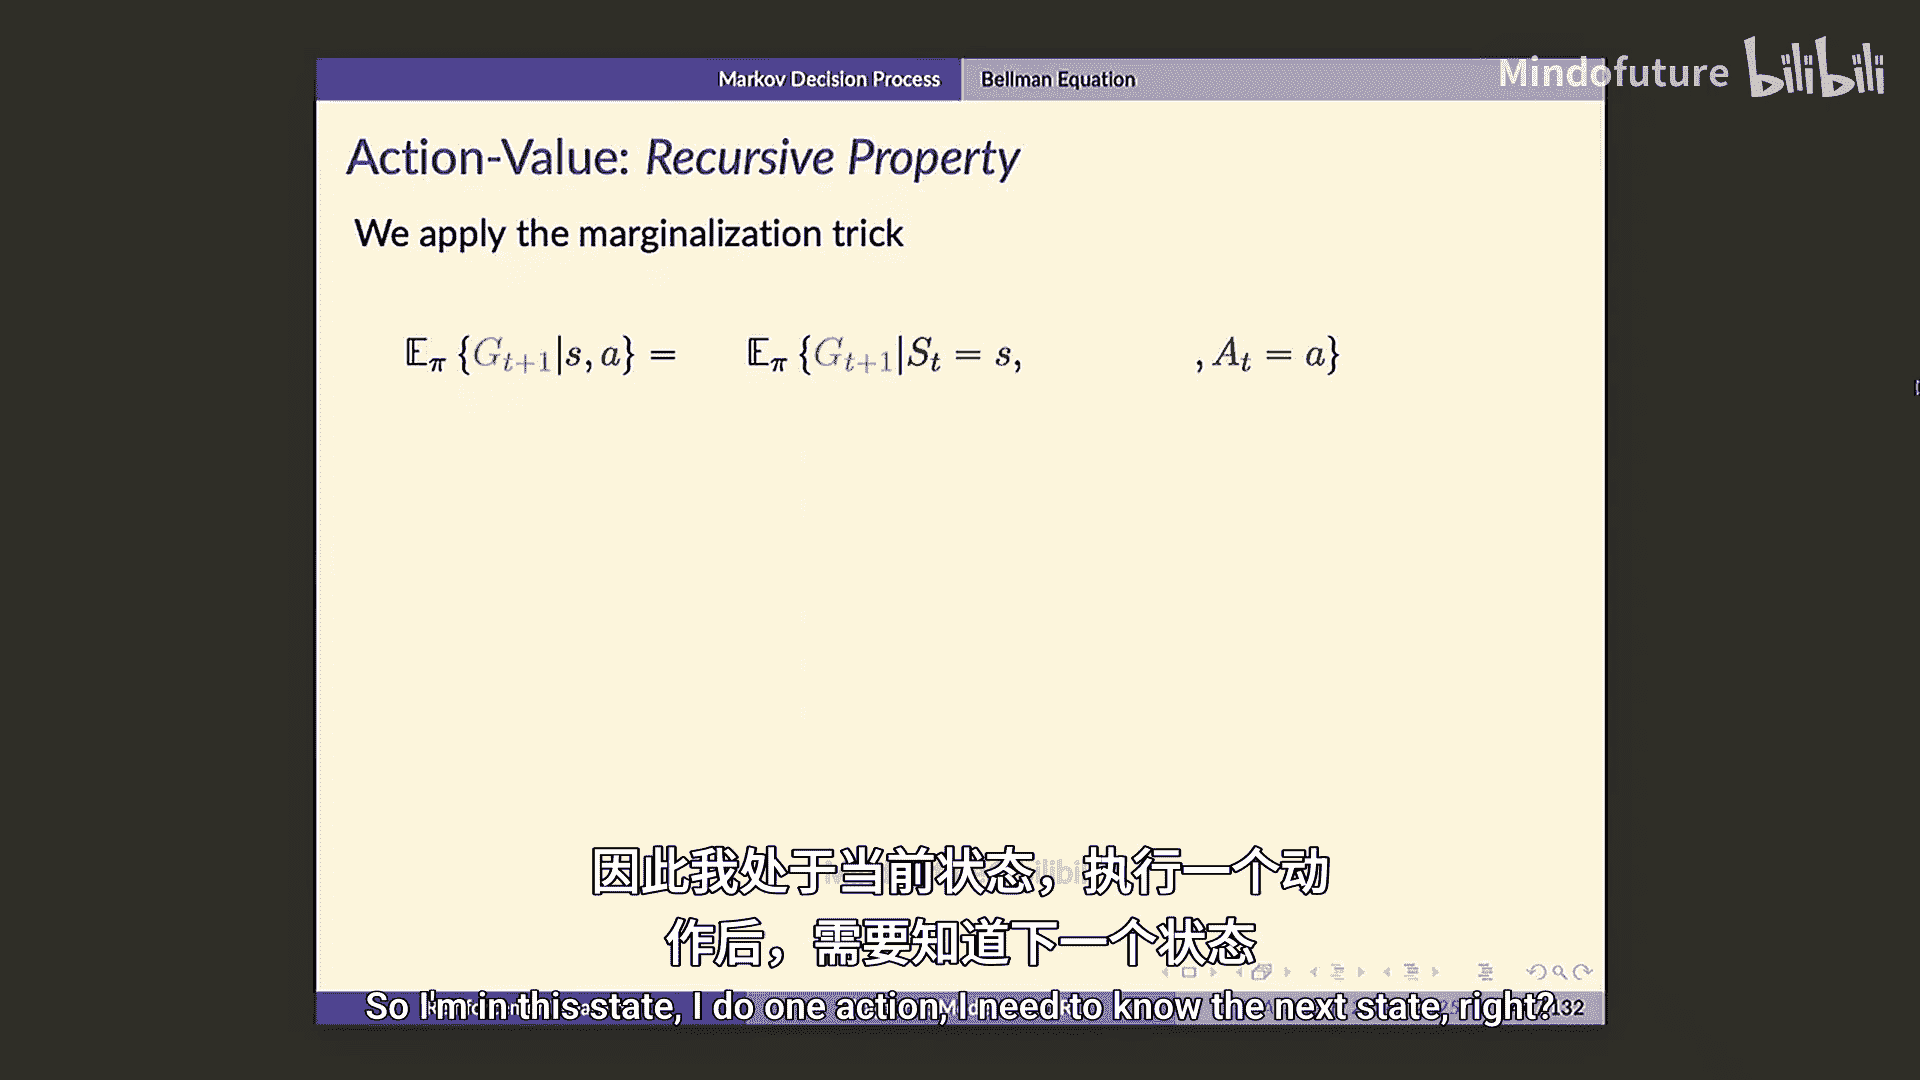 Markov Decision Process
Bellman Equation
Mindofuture bilibili
Action-Value: Recursive Property
We apply the marginalization trick
𝔼π {Gt+1|s, a} = 𝔼π {Gt+1|St = s, , At = a}
因此我处于当前状态，执行一个动
作后，需要知道下一个状态
So I'm in this state, I do one action, I need to know the next state, right?
132